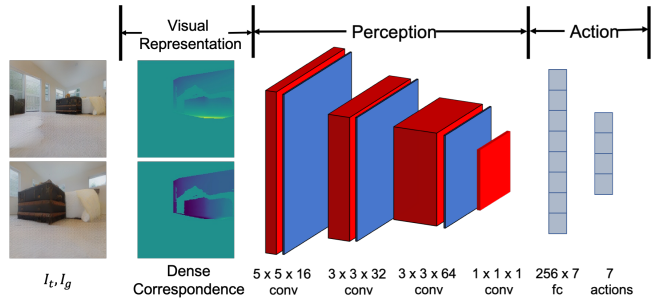 Visual
Representation
Perception
Action
I_t, I_g
Dense
Correspondence
5 x 5 x 16
conv
3 x 3 x 32
conv
3 x 3 x 64
conv
1 x 1 x 1
conv
256 x 7
fc
7
actions